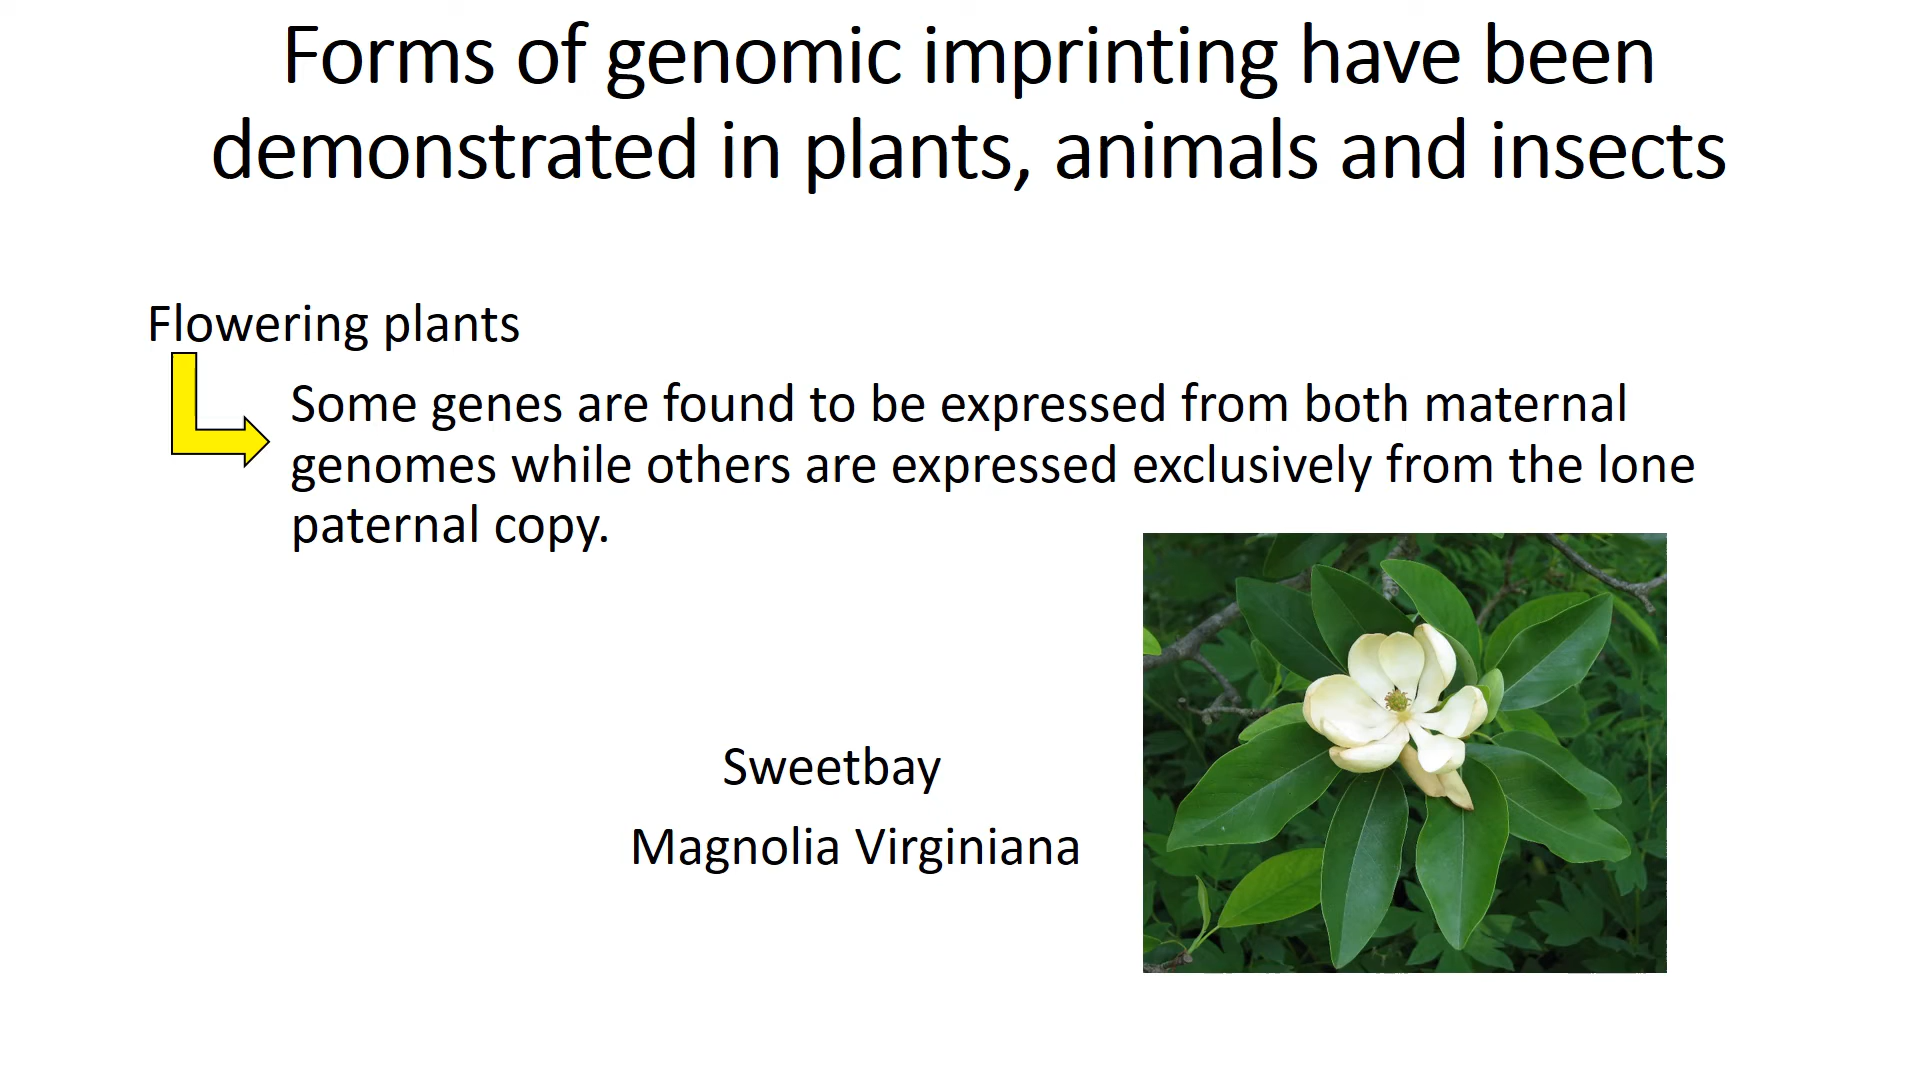 Forms of genomic imprinting have been
demonstrated in plants, animals and insects
Flowering plants
Some genes are found to be expressed from both maternal
genomes while others are expressed exclusively from the lone
paternal copy.
Sweetbay
Magnolia Virginiana